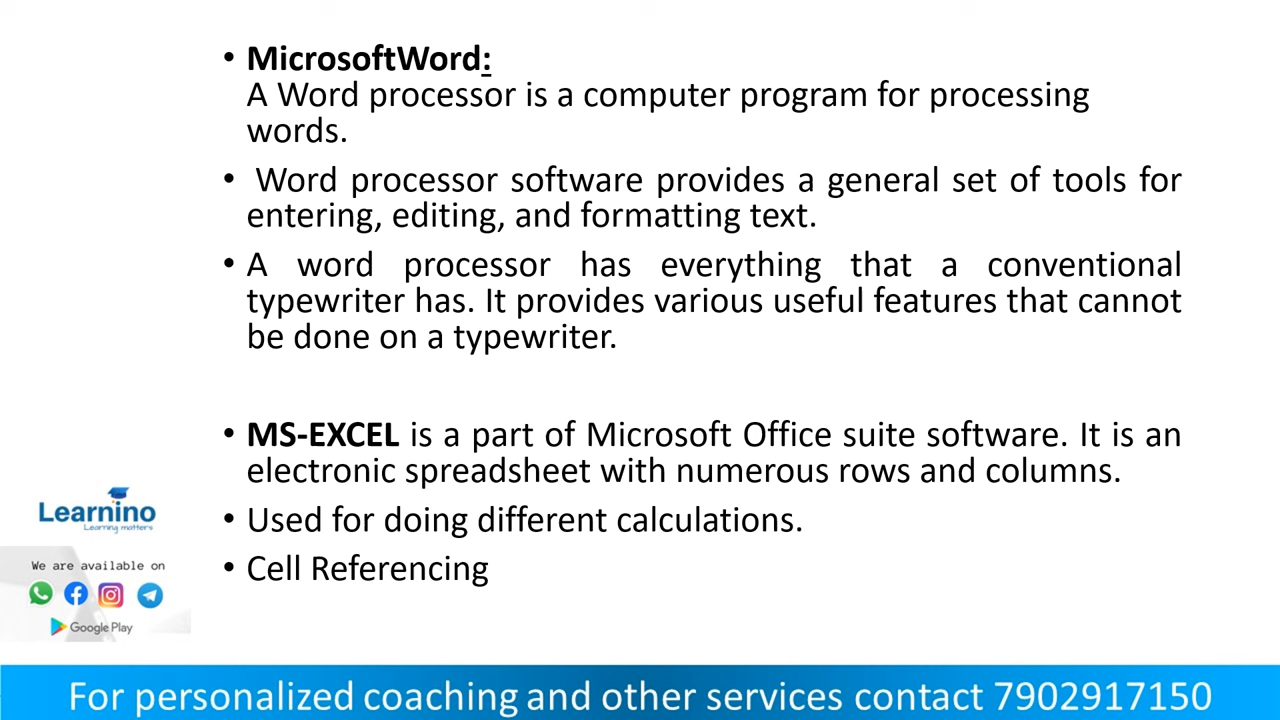 • MicrosoftWord:
A Word processor is a computer program for processing
words.
• Word processor software provides a general set of tools for
entering, editing, and formatting text.
• A word processor has everything that a conventional
typewriter has. It provides various useful features that cannot
be done on a typewriter.
• MS-EXCEL is a part of Microsoft Office suite software. It is an
electronic spreadsheet with numerous rows and columns.
• Used for doing different calculations.
• Cell Referencing
Learnino
Learning matters
We are available on
Google Play
For personalized coaching and other services contact 7902917150